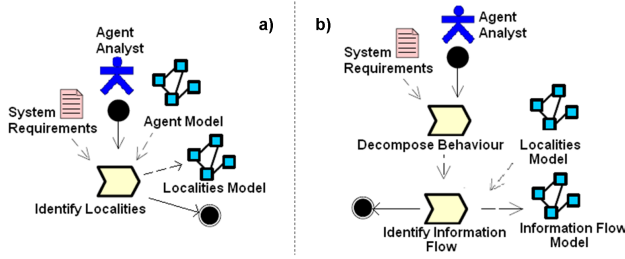 a)
Agent
Analyst
System
Requirements
Agent Model
Localities Model
Identify Localities
b)
Agent
Analyst
System
Requirements
Decompose Behaviour
Localities
Model
Identify Information
Flow
Information Flow
Model